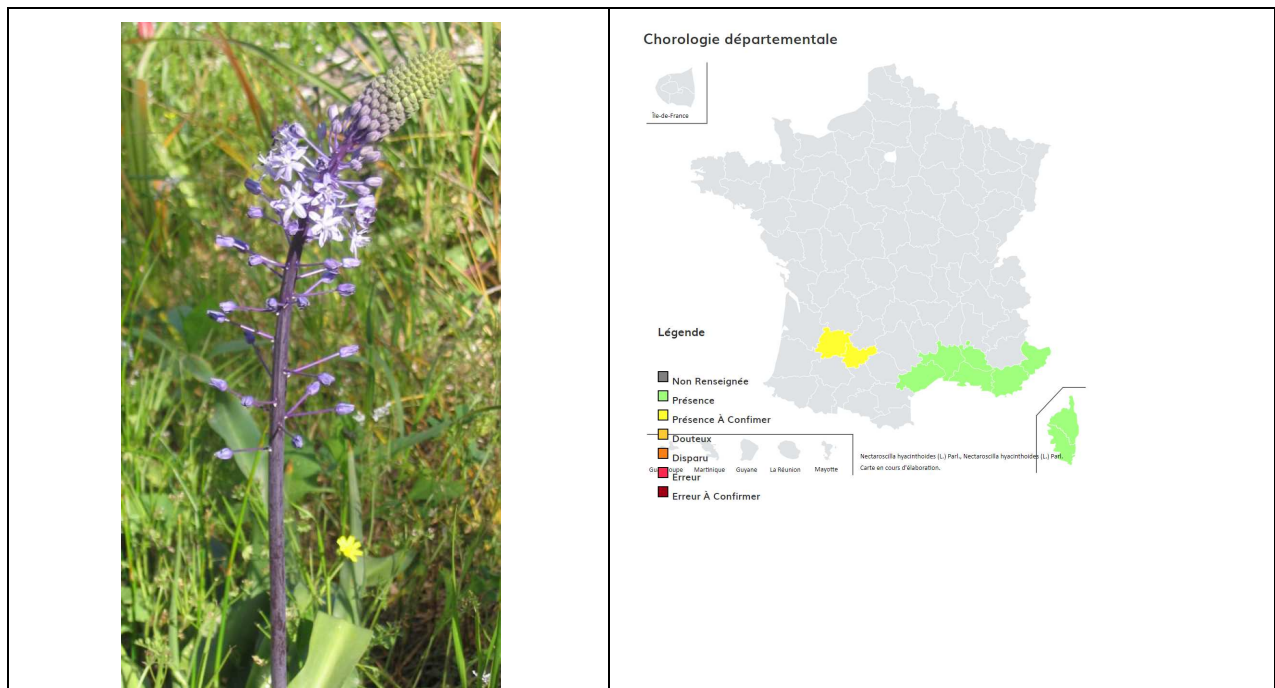 Chorologie départementale
Île-de-France
Légende
Non Renseignée
Présence
Présence À Confimer
Douteux
Disparu
Martinique
Guyane
La Réunion
Mayotte
Nectaroscilla hyacinthoides (L.) Parl., Nectaroscilla hyacinthoides (L.) Parl.
Carte en cours d'élaboration.
Erreur
Erreur À Confirmer